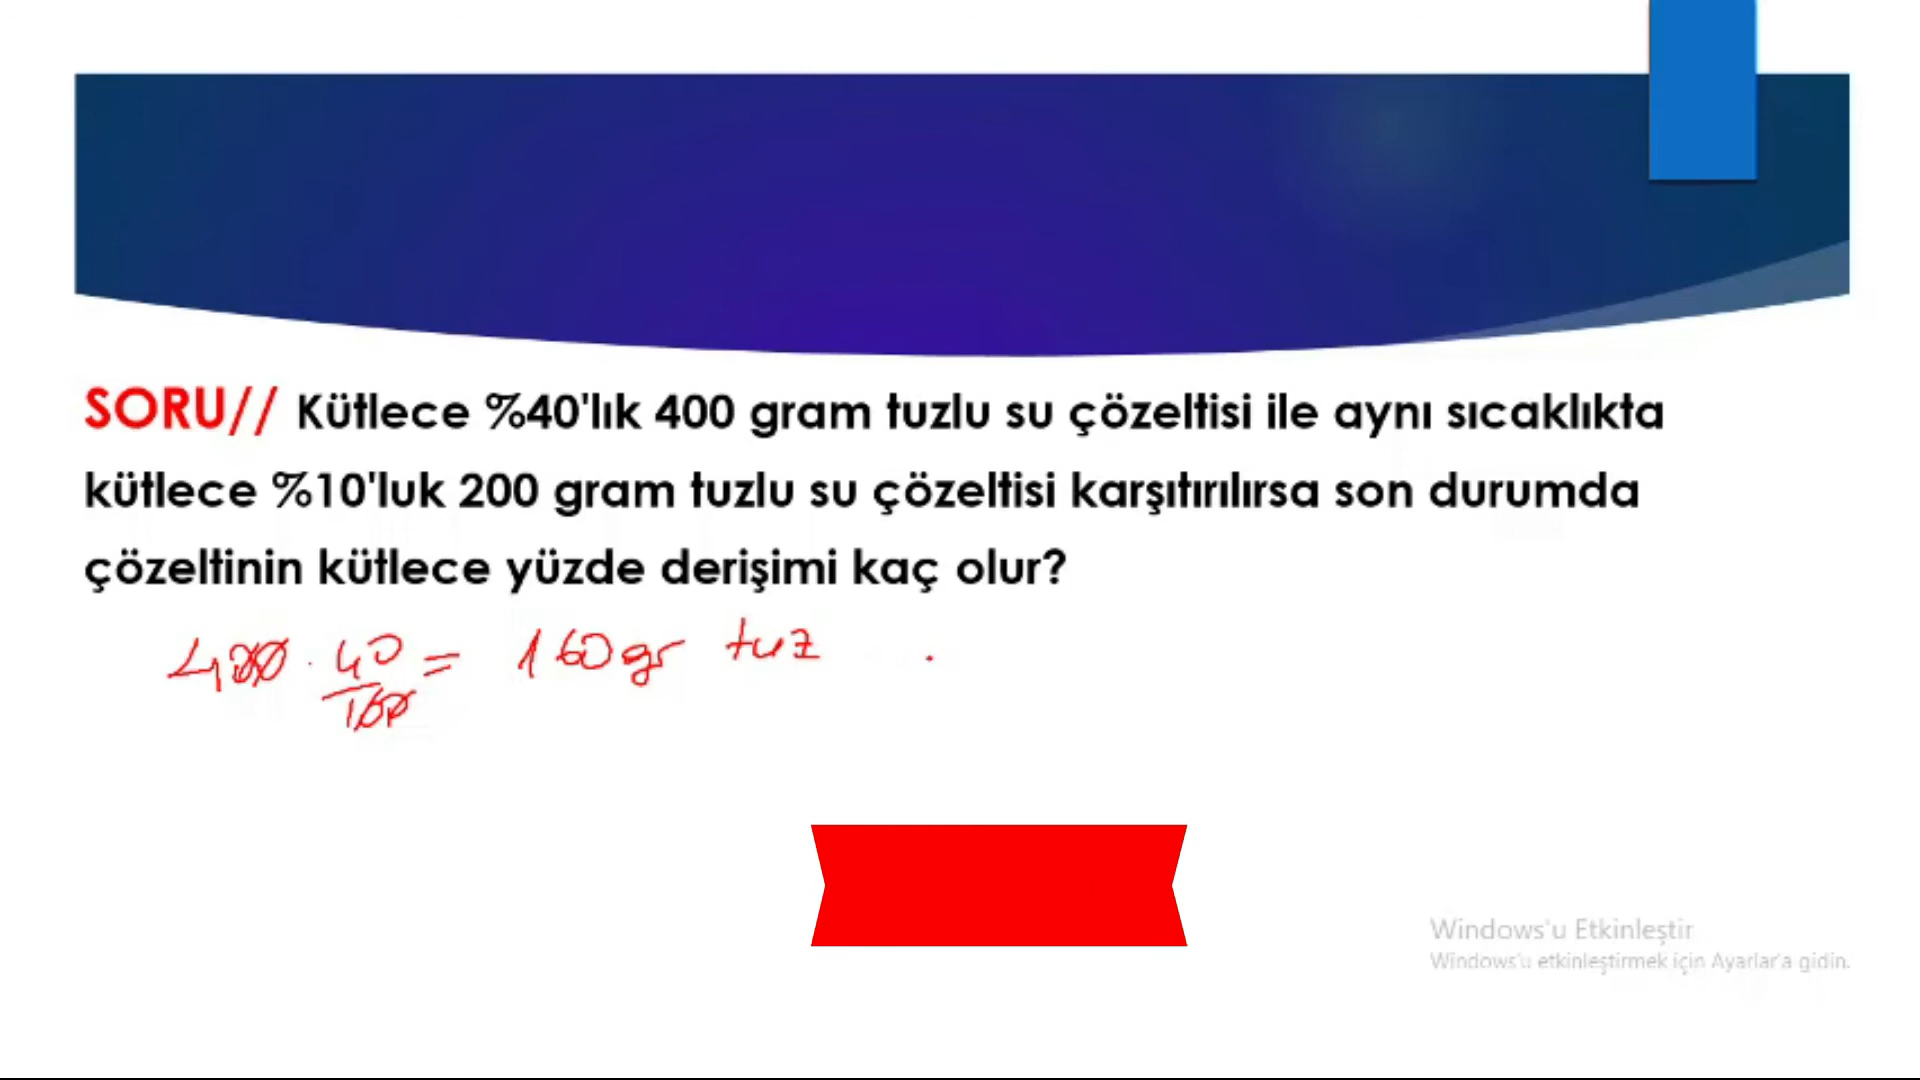 SORU// Kütlece %40'lık 400 gram tuzlu su çözeltisi ile aynı sıcaklıkta
kütlece %10'luk 200 gram tuzlu su çözeltisi karşıtırılırsa son durumda
çözeltinin kütlece yüzde derişimi kaç olur?
400 . 40 = 160 gr tuz .
100
Windows'u Etkinleştir
Windows'u etkinleştirmek için Ayarlar'a gidin.